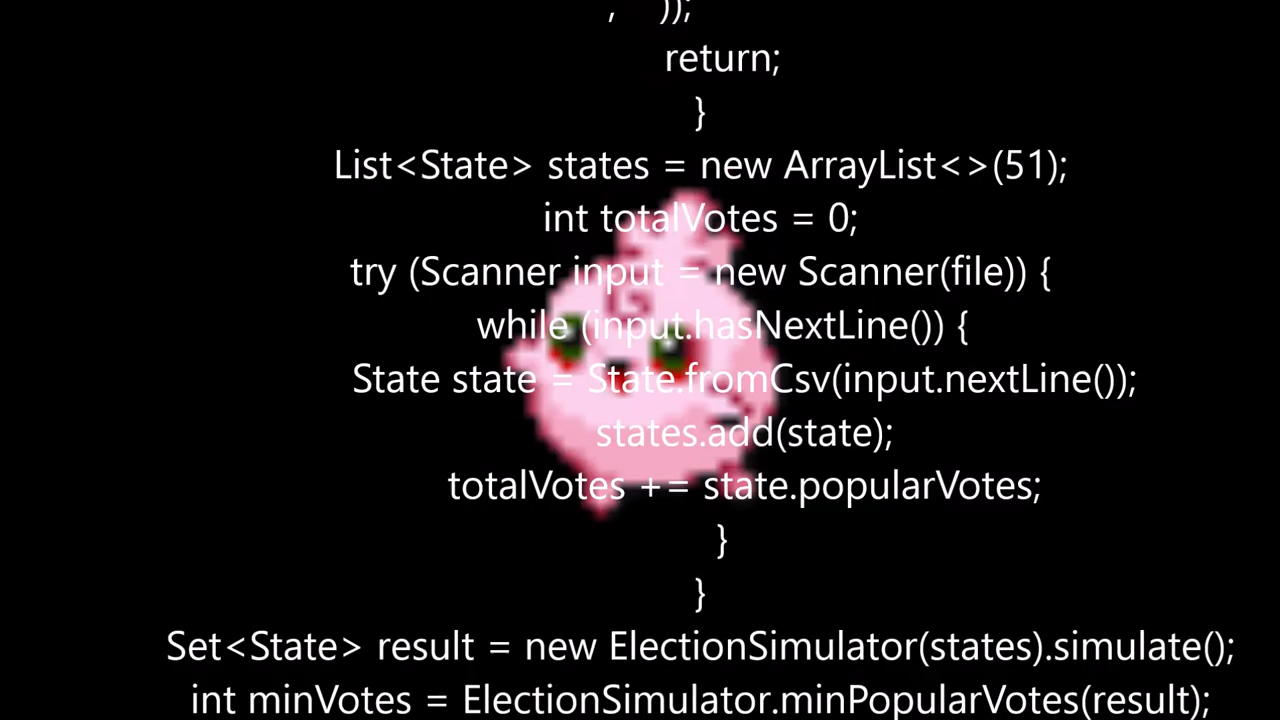 ,    ));
return;
}
List<State> states = new ArrayList<>(51);
int totalVotes = 0;
try (Scanner input = new Scanner(file)) {
while (input.hasNextLine()) {
State state = State.fromCsv(input.nextLine());
states.add(state);
totalVotes += state.popularVotes;
}
}
Set<State> result = new ElectionSimulator(states).simulate();
int minVotes = ElectionSimulator.minPopularVotes(result);